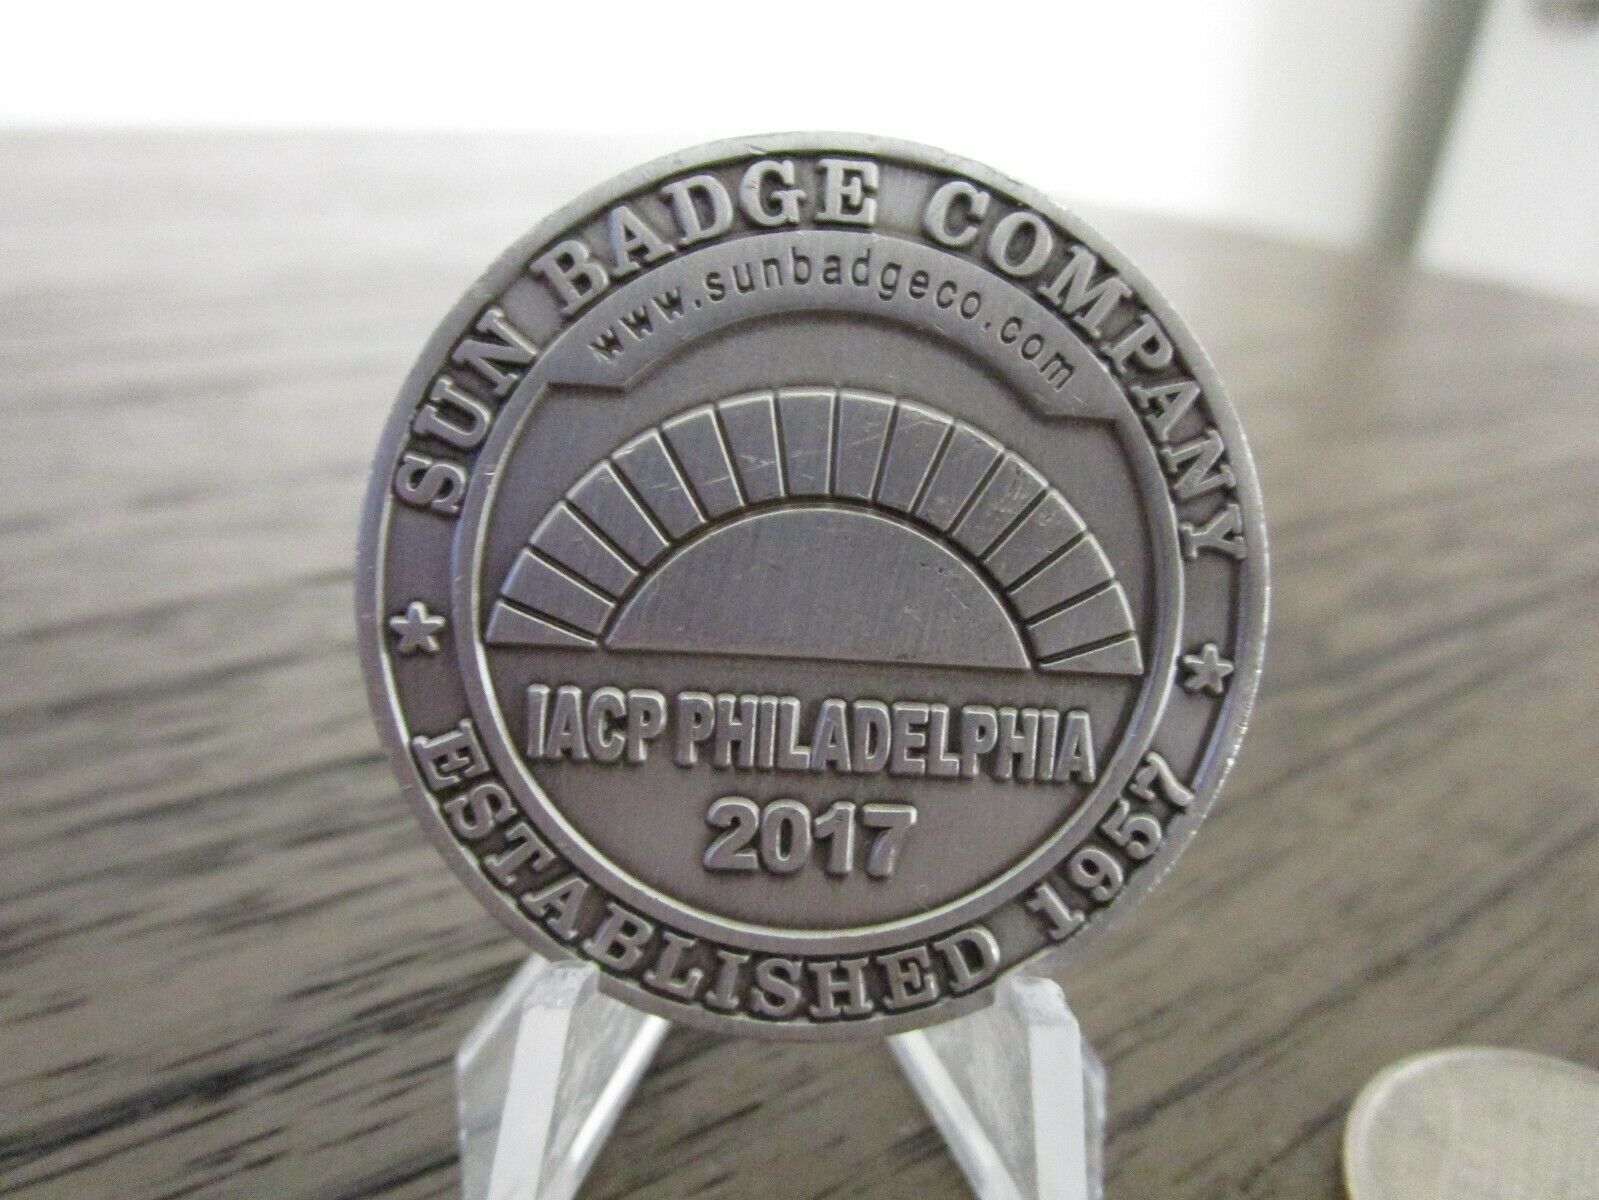 SUN BADGE COMPANY
www.sunbadgeco.com
IACP PHILADELPHIA
2017
ESTABLISHED 1957